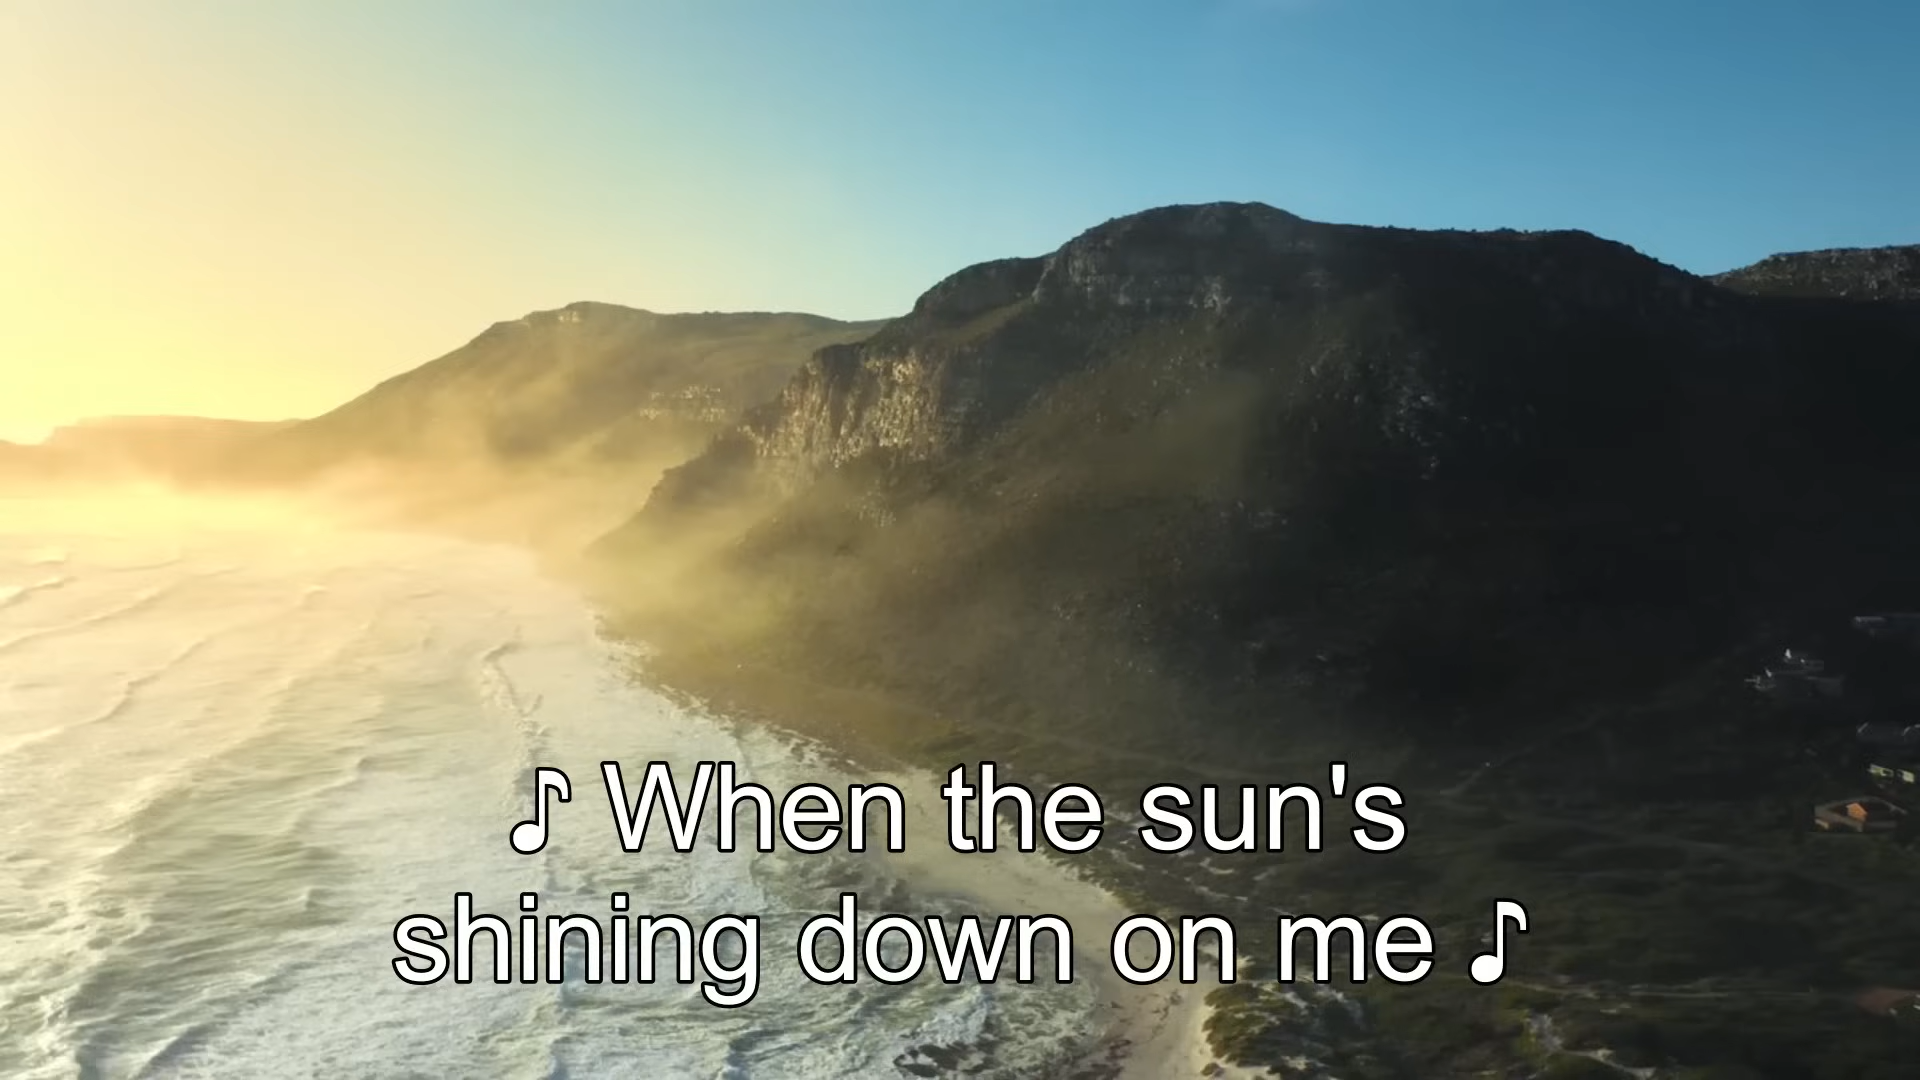 ♪ When the sun's
shining down on me ♪